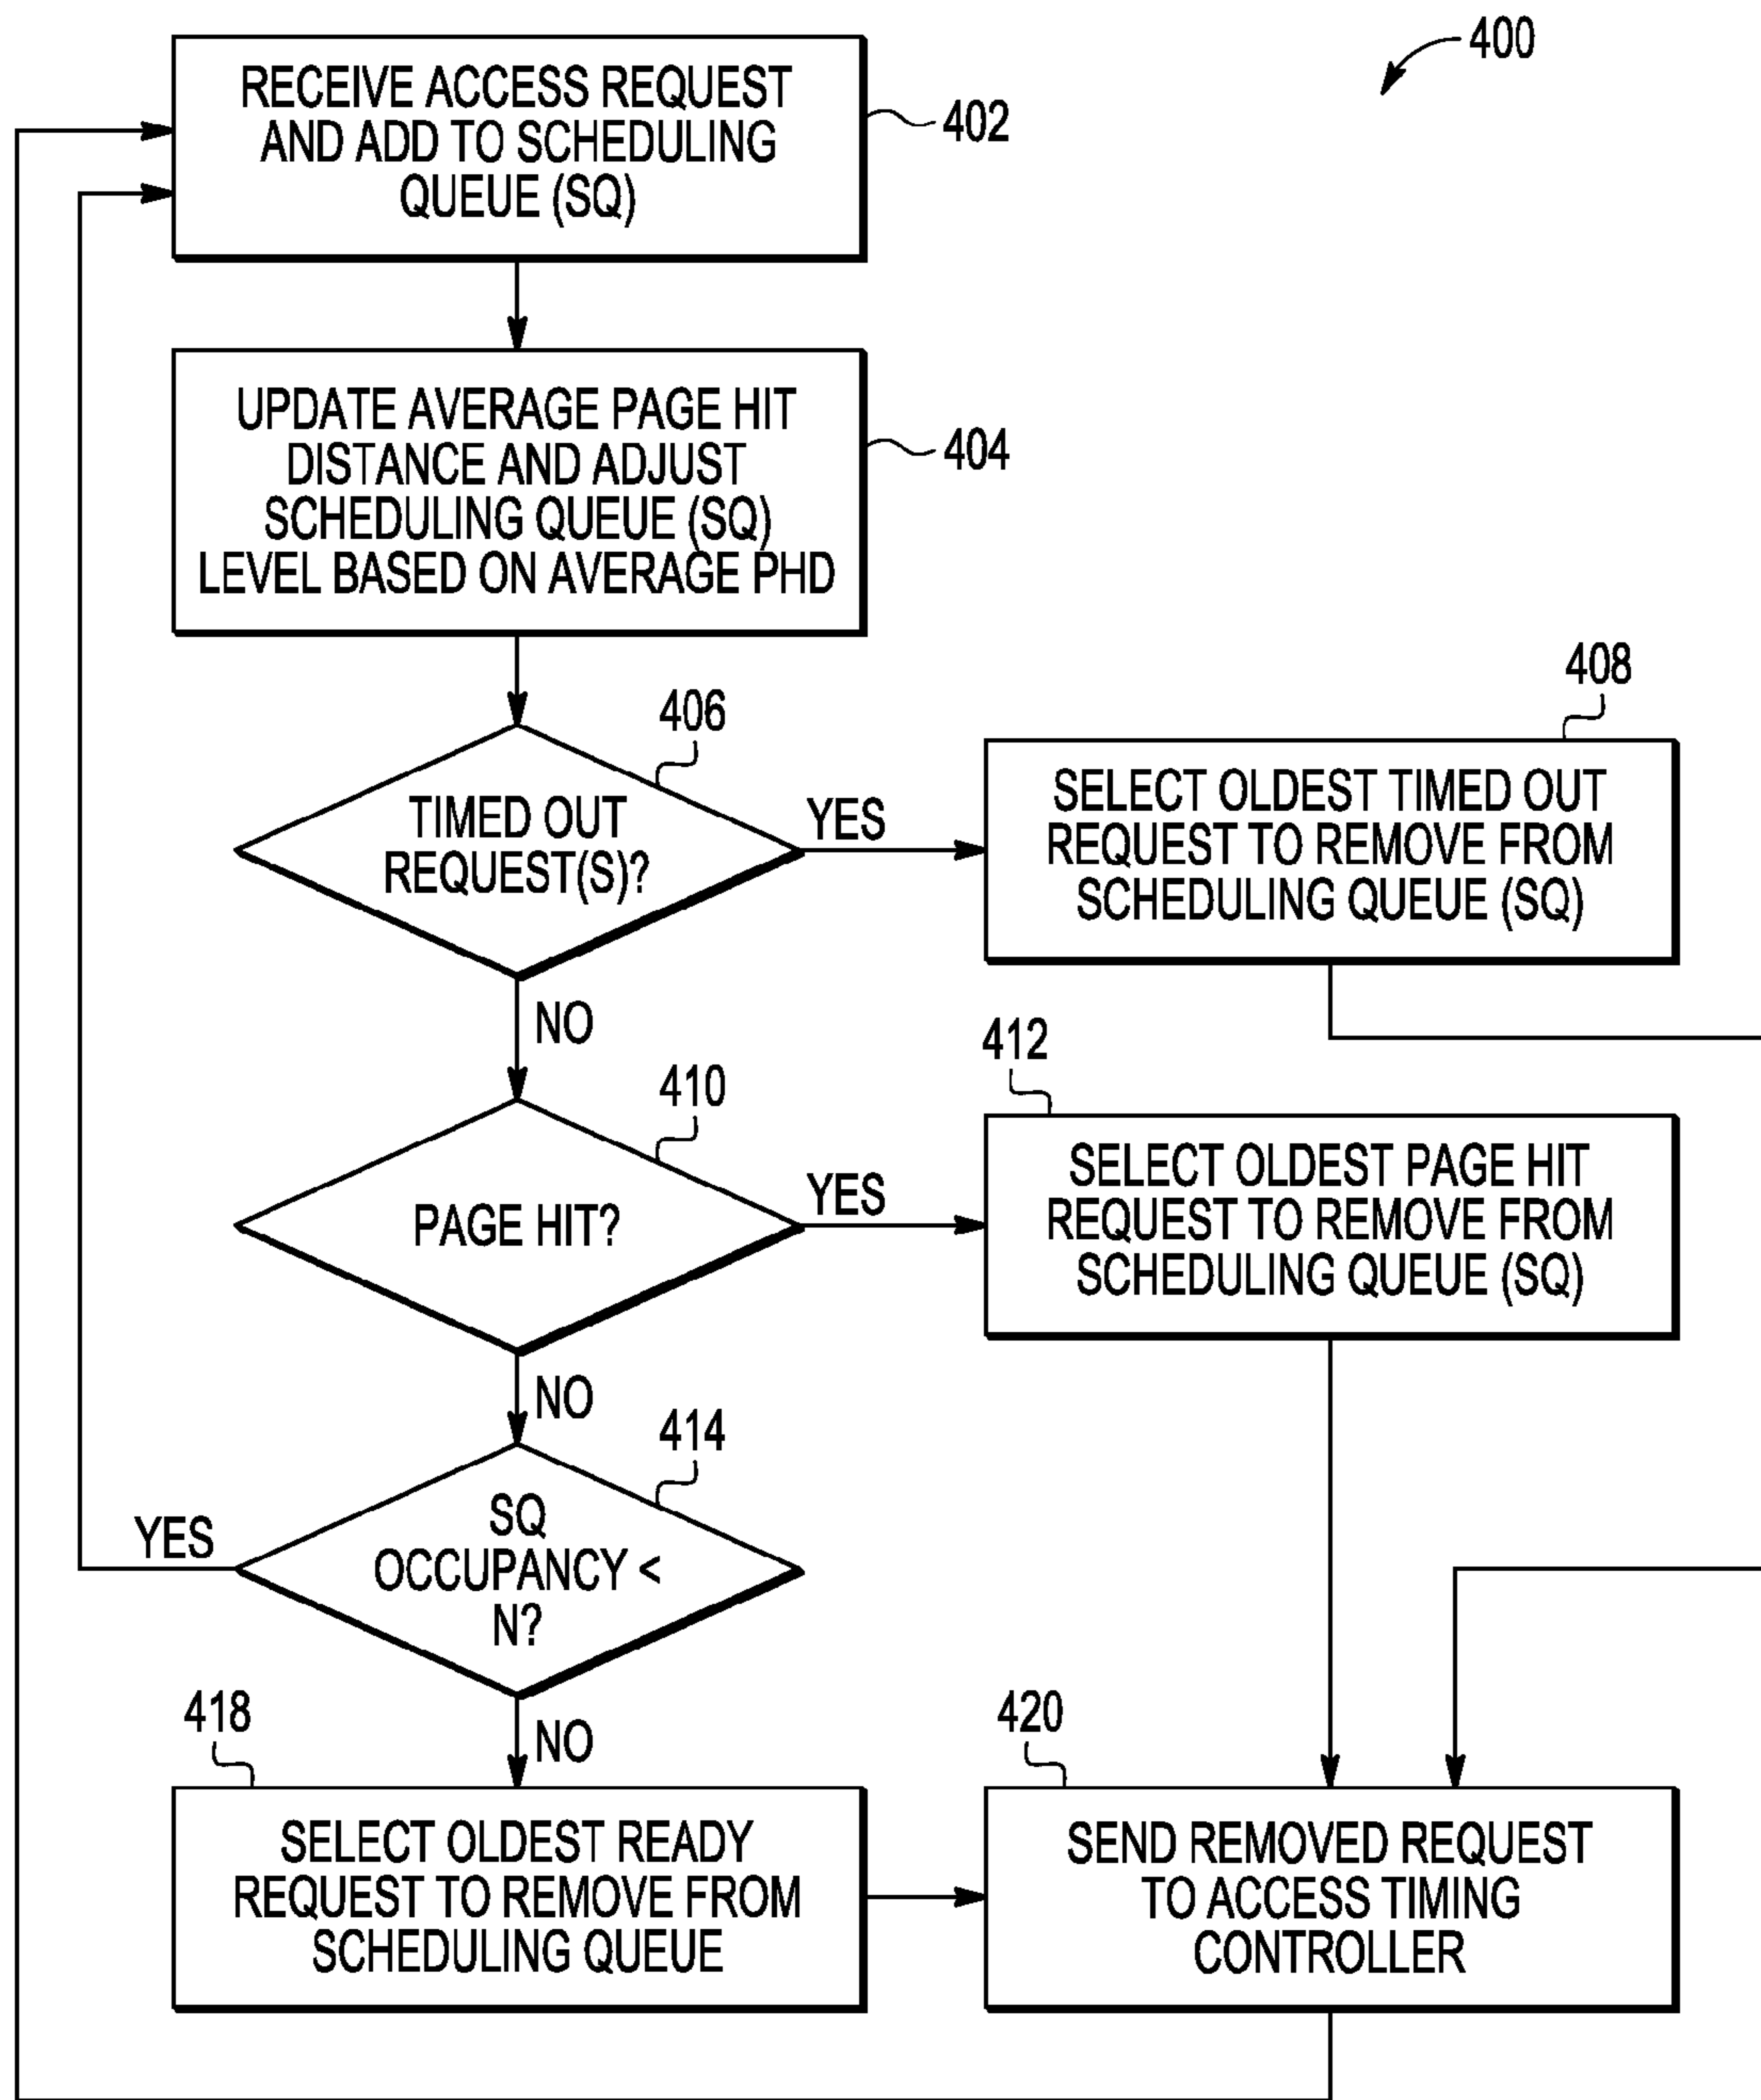 400
RECEIVE ACCESS REQUEST
AND ADD TO SCHEDULING
QUEUE (SQ)
402
UPDATE AVERAGE PAGE HIT
DISTANCE AND ADJUST
SCHEDULING QUEUE (SQ)
LEVEL BASED ON AVERAGE PHD
404
406
TIMED OUT
REQUEST(S)?
YES
NO
408
SELECT OLDEST TIMED OUT
REQUEST TO REMOVE FROM
SCHEDULING QUEUE (SQ)
410
PAGE HIT?
YES
NO
412
SELECT OLDEST PAGE HIT
REQUEST TO REMOVE FROM
SCHEDULING QUEUE (SQ)
414
SQ
OCCUPANCY <
N?
YES
NO
418
SELECT OLDEST READY
REQUEST TO REMOVE FROM
SCHEDULING QUEUE
420
SEND REMOVED REQUEST
TO ACCESS TIMING
CONTROLLER